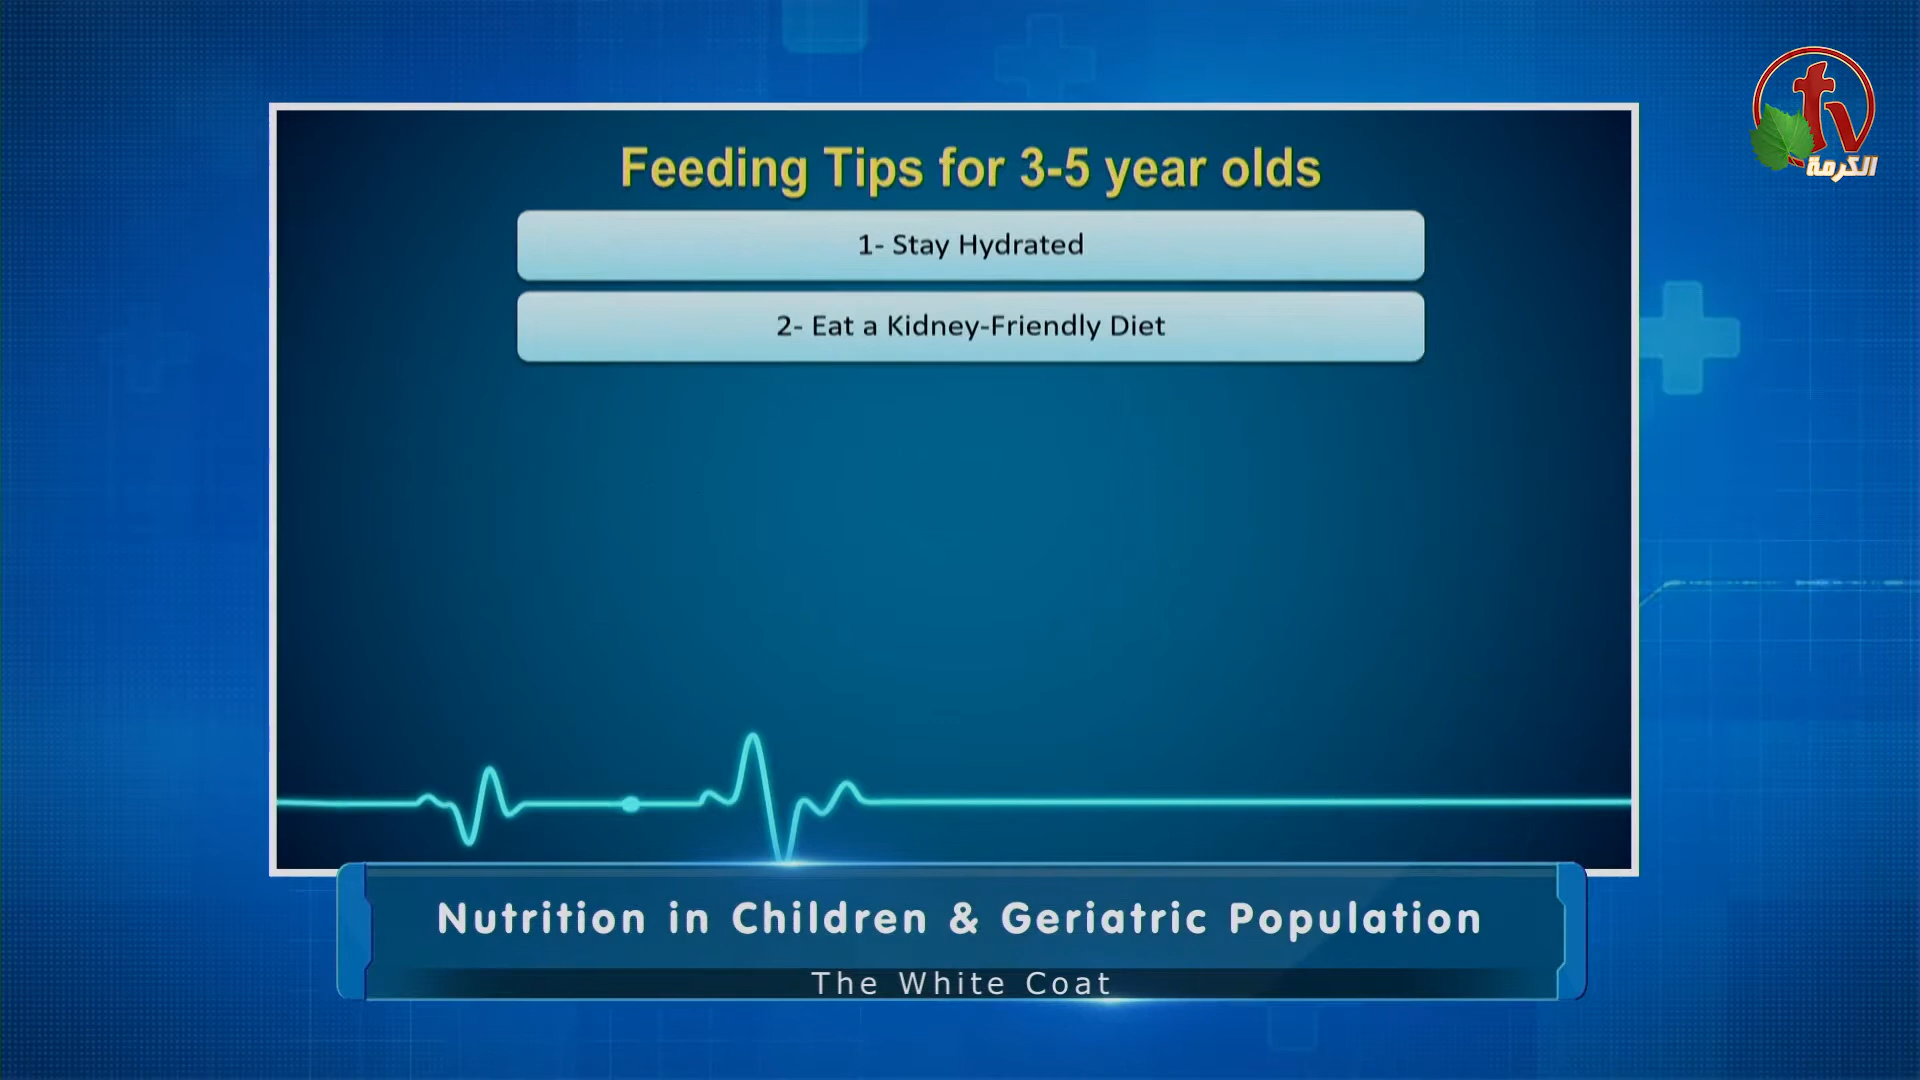 tv
الكرمة
Feeding Tips for 3-5 year olds
1- Stay Hydrated
2- Eat a Kidney-Friendly Diet
Nutrition in Children & Geriatric Population
The White Coat